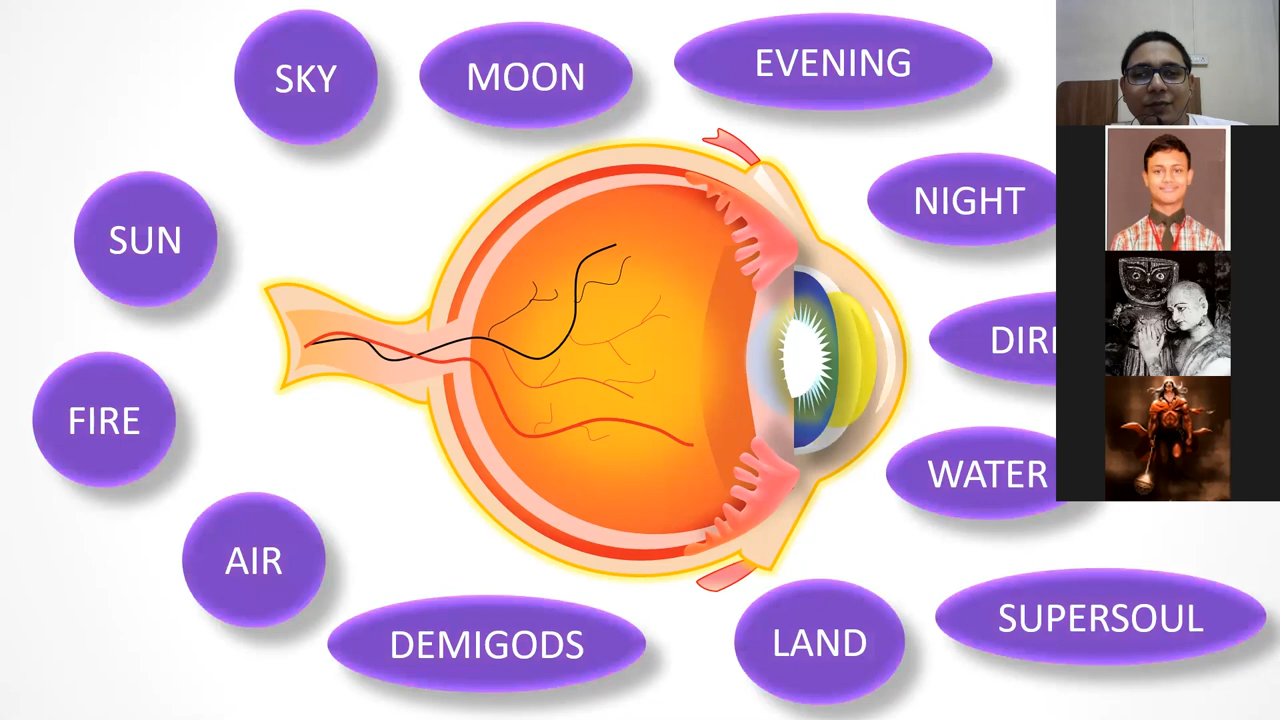 SKY
MOON
EVENING
SUN
NIGHT
FIRE
WATER
AIR
DEMIGODS
LAND
SUPERSOUL